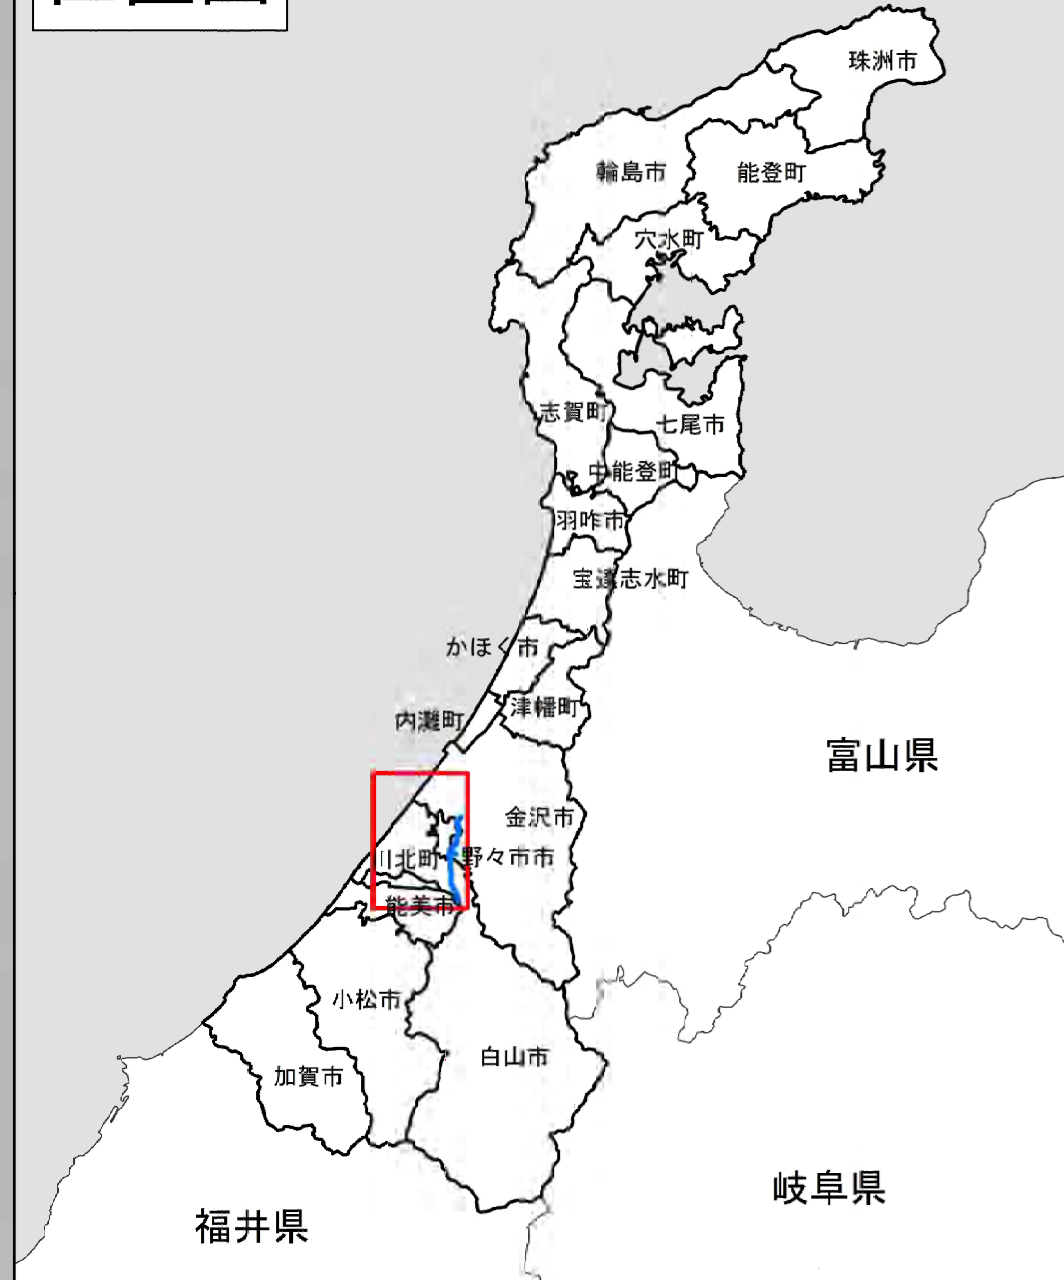 珠洲市
輪島市
能登町
穴水町
志賀町
七尾市
中能登町
羽咋市
宝達志水町
かほく市
津幡町
内灘町
富山県
金沢市
川北町
野々市市
能美市
小松市
白山市
加賀市
岐阜県
福井県